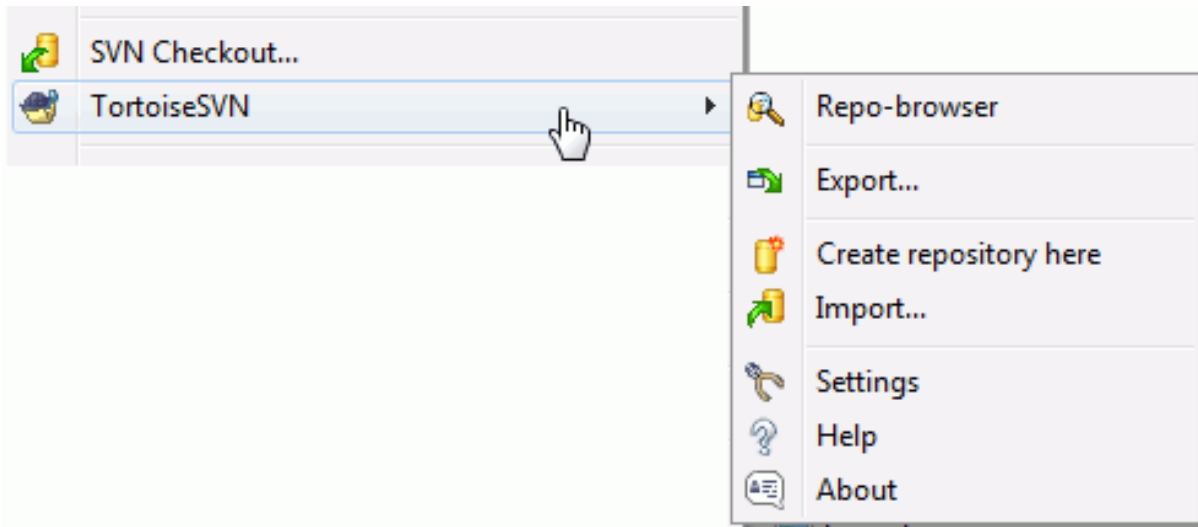 SVN Checkout...
TortoiseSVN
Repo-browser
Export...
Create repository here
Import...
Settings
Help
About